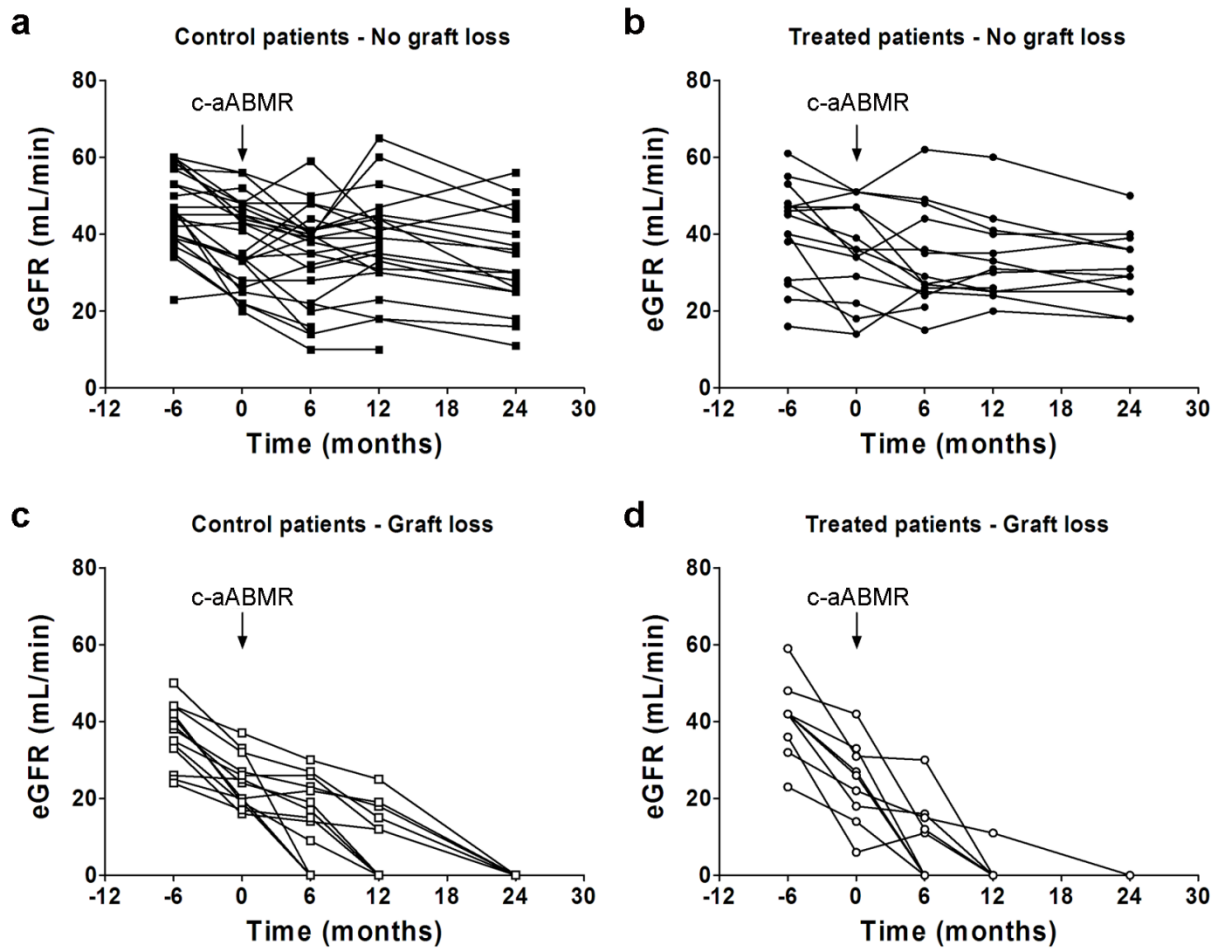 a
Control patients - No graft loss
80
60
40
20
0
eGFR (mL/min)
c-aABMR
-12 -6 0 6 12 18 24 30
Time (months)
b
Treated patients - No graft loss
80
60
40
20
0
eGFR (mL/min)
c-aABMR
-12 -6 0 6 12 18 24 30
Time (months)
c
Control patients - Graft loss
80
60
40
20
0
eGFR (mL/min)
c-aABMR
-12 -6 0 6 12 18 24 30
Time (months)
d
Treated patients - Graft loss
80
60
40
20
0
eGFR (mL/min)
c-aABMR
-12 -6 0 6 12 18 24 30
Time (months)